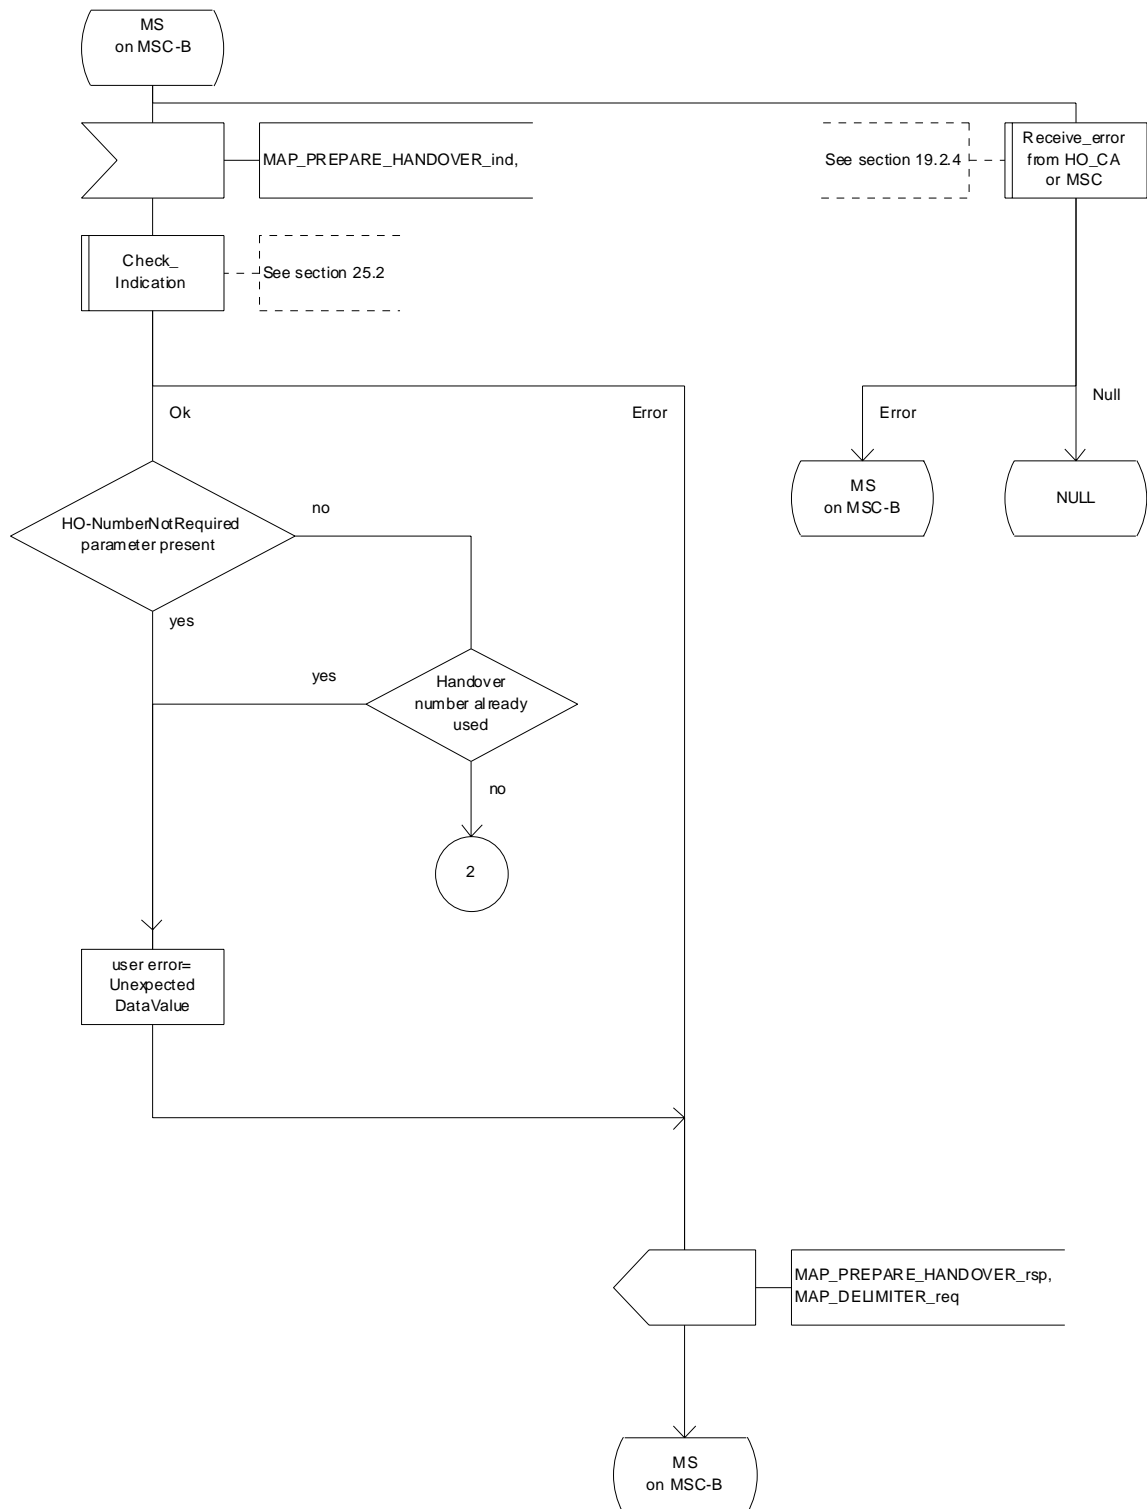 MS
on MSC-B
MAP_PREPARE_HANDOVER_ind,
See section 19.2.4
Receive_error
from HO_CA
or MSC
Check_
Indication
See section 25.2
Ok
Error
Error
Null
MS
on MSC-B
NULL
HO-NumberNotRequired
parameter present
no
yes
yes
Handover
number already
used
no
2
user error=
Unexpected
DataValue
MAP_PREPARE_HANDOVER_rsp,
MAP_DELIMITER_req
MS
on MSC-B